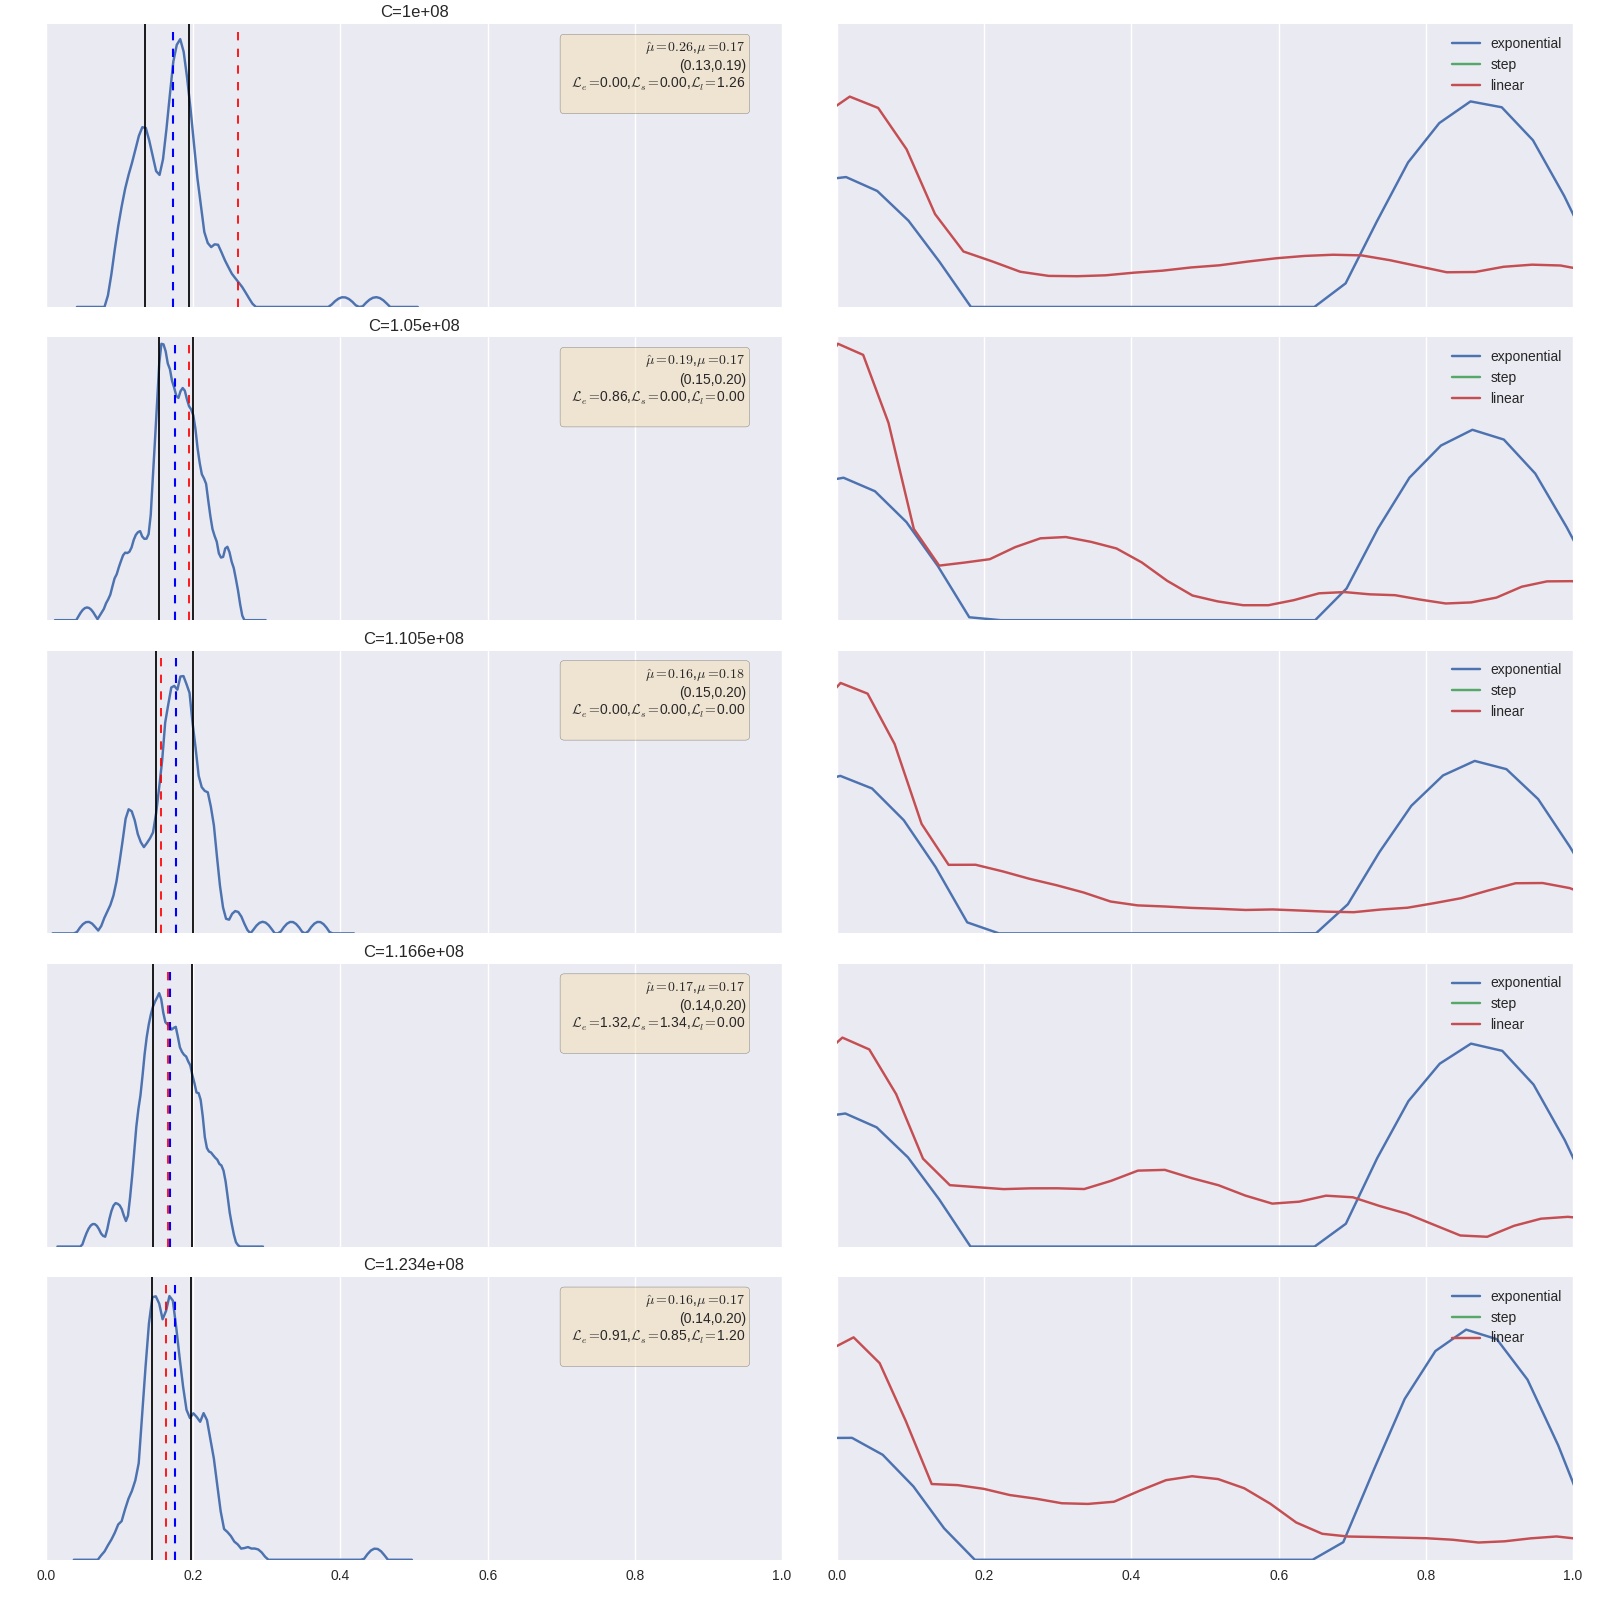 C=1e+08
μ̂=0.26,μ=0.17
(0.13,0.19)
ℒₑ=0.00,ℒₛ=0.00,ℒₗ=1.26
exponential
step
linear
C=1.05e+08
μ̂=0.19,μ=0.17
(0.15,0.20)
ℒₑ=0.86,ℒₛ=0.00,ℒₗ=0.00
exponential
step
linear
C=1.105e+08
μ̂=0.16,μ=0.18
(0.15,0.20)
ℒₑ=0.00,ℒₛ=0.00,ℒₗ=0.00
exponential
step
linear
C=1.166e+08
μ̂=0.17,μ=0.17
(0.14,0.20)
ℒₑ=1.32,ℒₛ=1.34,ℒₗ=0.00
exponential
step
linear
C=1.234e+08
μ̂=0.16,μ=0.17
(0.14,0.20)
ℒₑ=0.91,ℒₛ=0.85,ℒₗ=1.20
exponential
step
linear
0.0 0.2 0.4 0.6 0.8 1.0
0.0 0.2 0.4 0.6 0.8 1.0